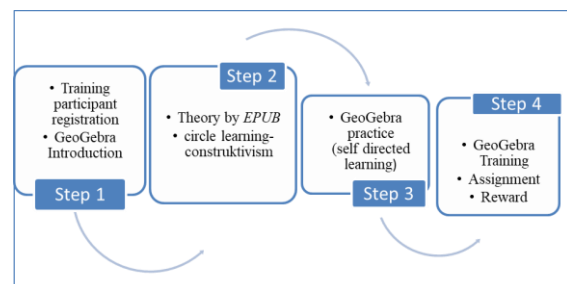 • Training
participant
registration
• GeoGebra
Introduction
Step 1
Step 2
• Theory by EPUB
• circle learning-
construktivism
• GeoGebra
practice
(self directed
learning)
Step 3
Step 4
• GeoGebra
Training
• Assignment
• Reward